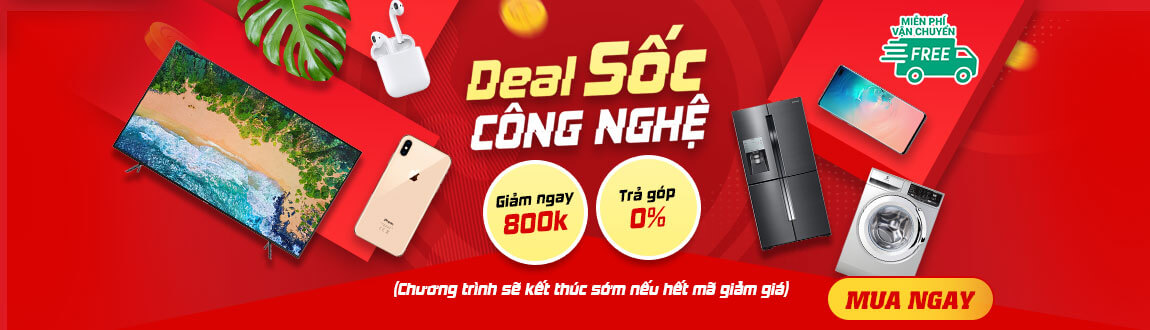 Deal Sốc
CÔNG NGHỆ
Giảm ngay
800k
Trả góp
0%
(Chương trình sẽ kết thúc sớm nếu hết mã giảm giá)
MIỄN PHÍ
VẬN CHUYỂN
FREE
MUA NGAY